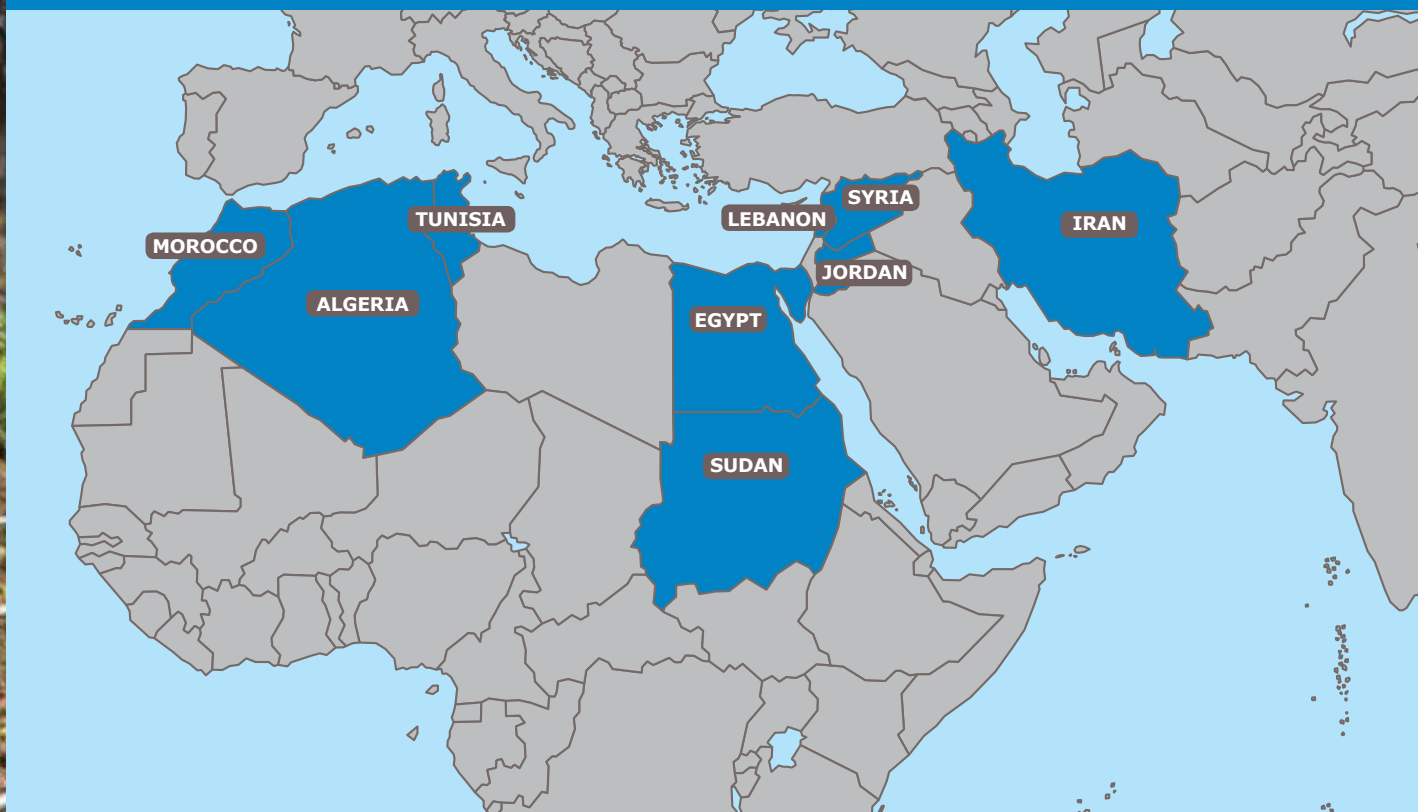 SYRIA
LEBANON
TUNISIA
IRAN
MOROCCO
JORDAN
ALGERIA
EGYPT
SUDAN